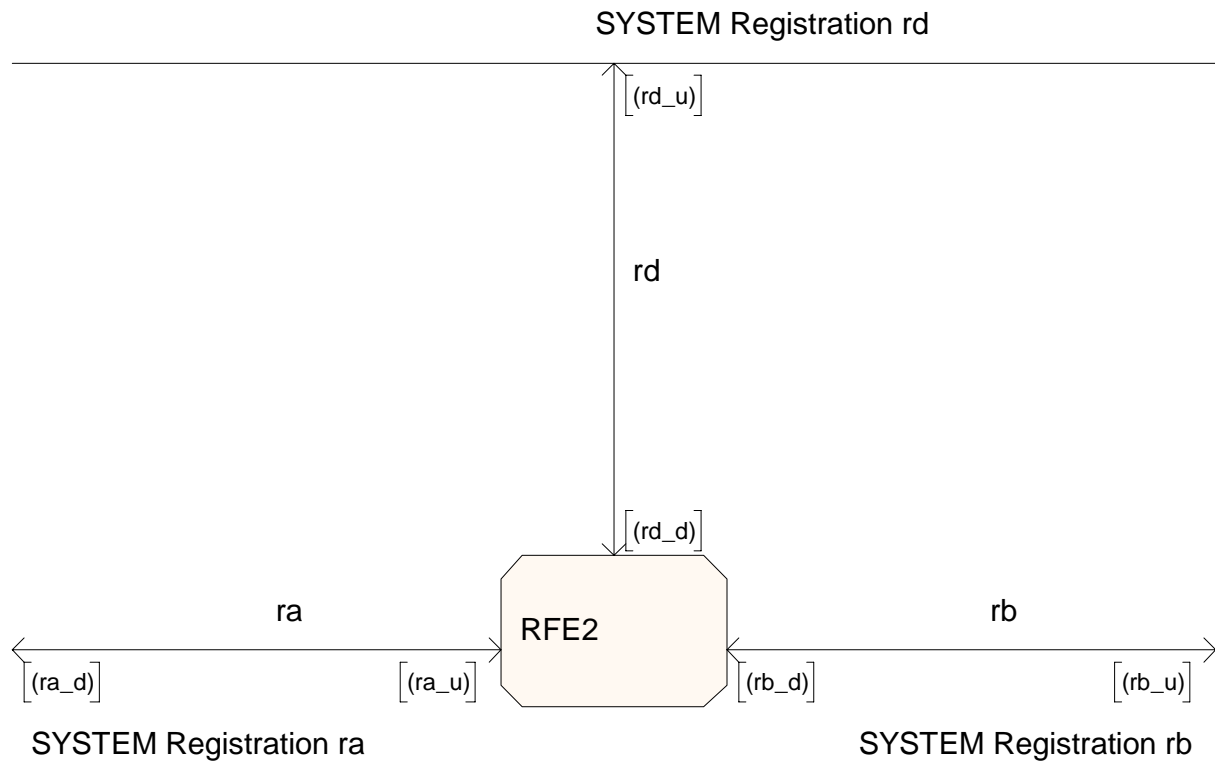 SYSTEM Registration rd
[(rd_u)]
rd
[(rd_d)]
ra
RFE2
rb
[(ra_d)]
[(ra_u)]
[(rb_d)]
[(rb_u)]
SYSTEM Registration ra
SYSTEM Registration rb